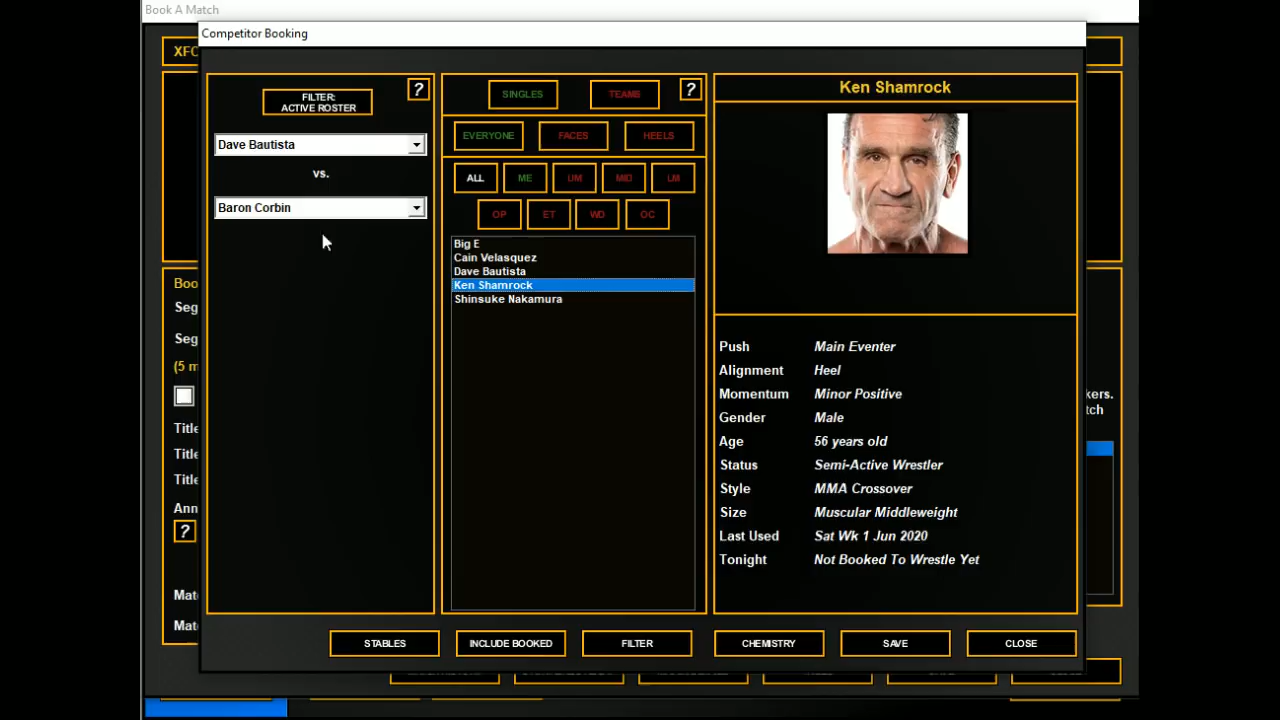 Book A Match
Competitor Booking
XFC
FILTER:
ACTIVE ROSTER
?
SINGLES
TEAMS
?
Ken Shamrock
EVERYONE
FACES
HEELS
Dave Bautista
vs.
Baron Corbin
ALL
ME
UM
MID
LM
OP
ET
WD
OC
Big E
Cain Velasquez
Dave Bautista
Ken Shamrock
Shinsuke Nakamura
Boo
Seg
Seg
(5 m
Title
Title
Title
Ann
?
Mat
Mat
Push Main Eventer
Alignment Heel
Momentum Minor Positive
Gender Male
Age 56 years old
Status Semi-Active Wrestler
Style MMA Crossover
Size Muscular Middleweight
Last Used Sat Wk 1 Jun 2020
Tonight Not Booked To Wrestle Yet
kers.
tch
STABLES
INCLUDE BOOKED
FILTER
CHEMISTRY
SAVE
CLOSE